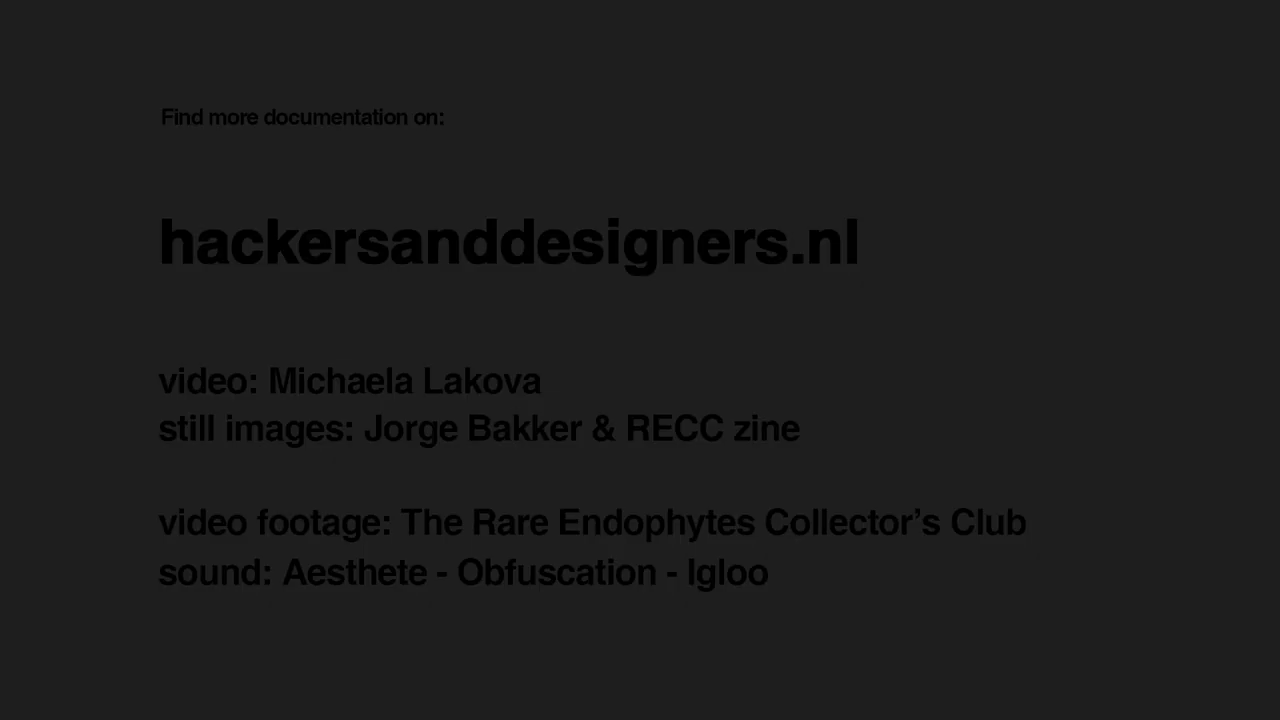 Find more documentation on:
hackersanddesigners.nl
video: Michaela Lakova
still images: Jorge Bakker & RECC zine
video footage: The Rare Endophytes Collector’s Club
sound: Aesthete - Obfuscation - Igloo